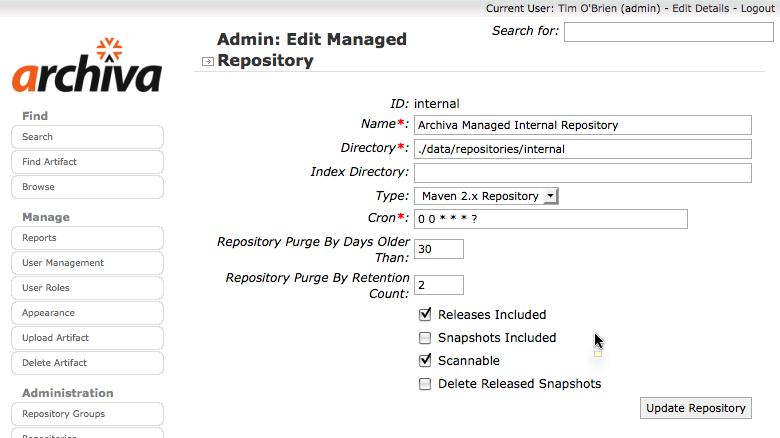 Current User: Tim O'Brien (admin) - Edit Details - Logout
Search for:
archiva
Admin: Edit Managed
Repository
Find
Search
Find Artifact
Browse
Manage
Reports
User Management
User Roles
Appearance
Upload Artifact
Delete Artifact
Administration
Repository Groups
Repositories
ID: internal
Name*: Archiva Managed Internal Repository
Directory*: ./data/repositories/internal
Index Directory:
Type: Maven 2.x Repository
Cron*: 0 0 * * * ?
Repository Purge By Days Older
Than: 30
Repository Purge By Retention
Count: 2
Releases Included
Snapshots Included
Scannable
Delete Released Snapshots
Update Repository